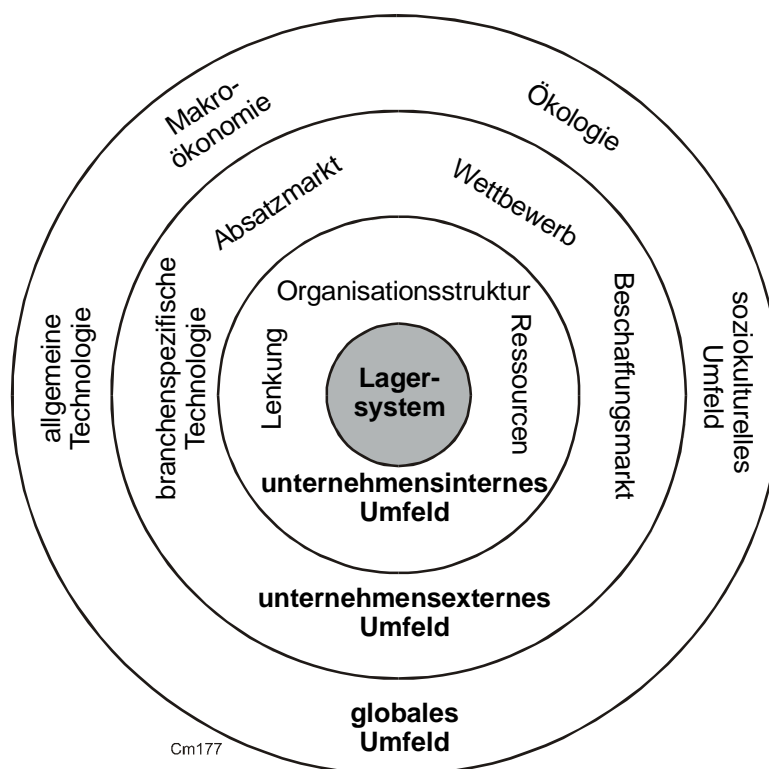 Makro-
ökonomie
Ökologie
Absatzmarkt
Wettbewerb
allgemeine
Technologie
branchenspezifische
Technologie
Organisationsstruktur
Lenkung
Lager-
system
Ressourcen
Beschaffungsmarkt
soziokulturelles
Umfeld
unternehmensinternes
Umfeld
unternehmensexternes
Umfeld
globales
Umfeld
Cm177